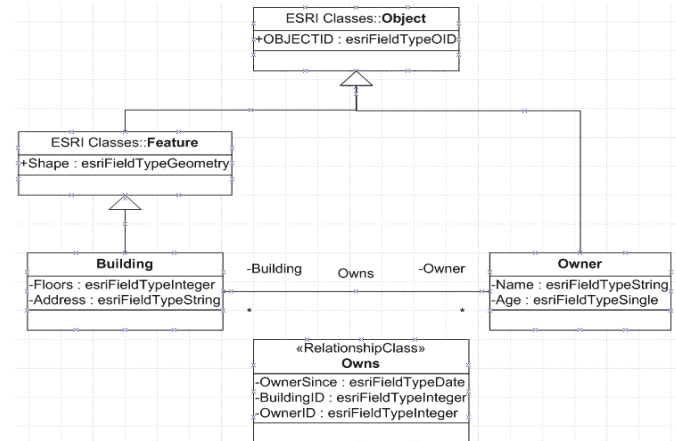 ESRI Classes::Object
+OBJECTID : esriFieldTypeOID
ESRI Classes::Feature
+Shape : esriFieldTypeGeometry
Building
-Floors : esriFieldTypeInteger
-Address : esriFieldTypeString
-Building
Owns
-Owner
*
*
Owner
-Name : esriFieldTypeString
-Age : esriFieldTypeSingle
«RelationshipClass»
Owns
-OwnerSince : esriFieldTypeDate
-BuildingID : esriFieldTypeInteger
-OwnerID : esriFieldTypeInteger